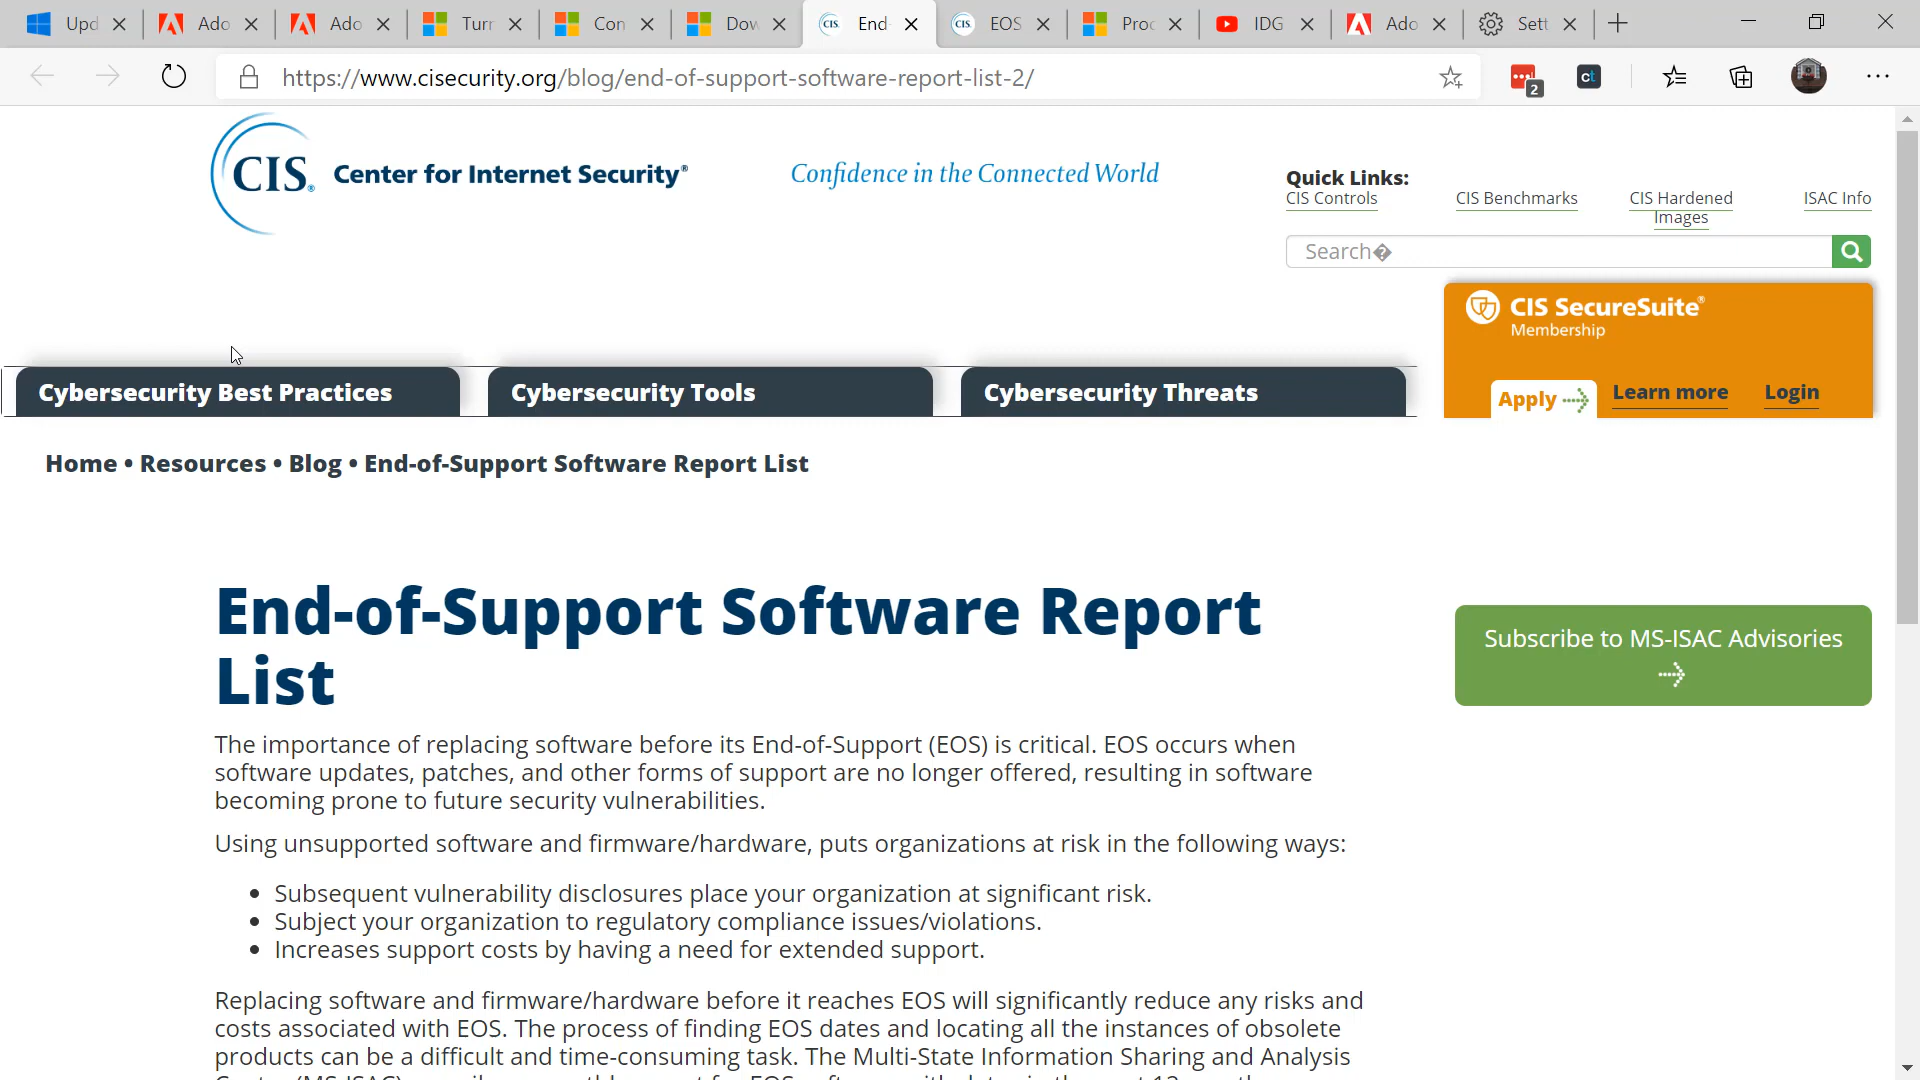 Upd
Ado
Ado
Turr
Con
Dow
End-
EOS
Proc
IDG
Ado
Sett
https://www.cisecurity.org/blog/end-of-support-software-report-list-2/
2
ct
CIS.
Center for Internet Security®
Confidence in the Connected World
Quick Links:
CIS Controls
CIS Benchmarks
CIS Hardened
Images
ISAC Info
Search�
CIS SecureSuite®
Membership
Apply
Learn more
Login
Cybersecurity Best Practices
Cybersecurity Tools
Cybersecurity Threats
Home • Resources • Blog • End-of-Support Software Report List
End-of-Support Software Report
List
Subscribe to MS-ISAC Advisories
The importance of replacing software before its End-of-Support (EOS) is critical. EOS occurs when
software updates, patches, and other forms of support are no longer offered, resulting in software
becoming prone to future security vulnerabilities.
Using unsupported software and firmware/hardware, puts organizations at risk in the following ways:
• Subsequent vulnerability disclosures place your organization at significant risk.
• Subject your organization to regulatory compliance issues/violations.
• Increases support costs by having a need for extended support.
Replacing software and firmware/hardware before it reaches EOS will significantly reduce any risks and
costs associated with EOS. The process of finding EOS dates and locating all the instances of obsolete
products can be a difficult and time-consuming task. The Multi-State Information Sharing and Analysis